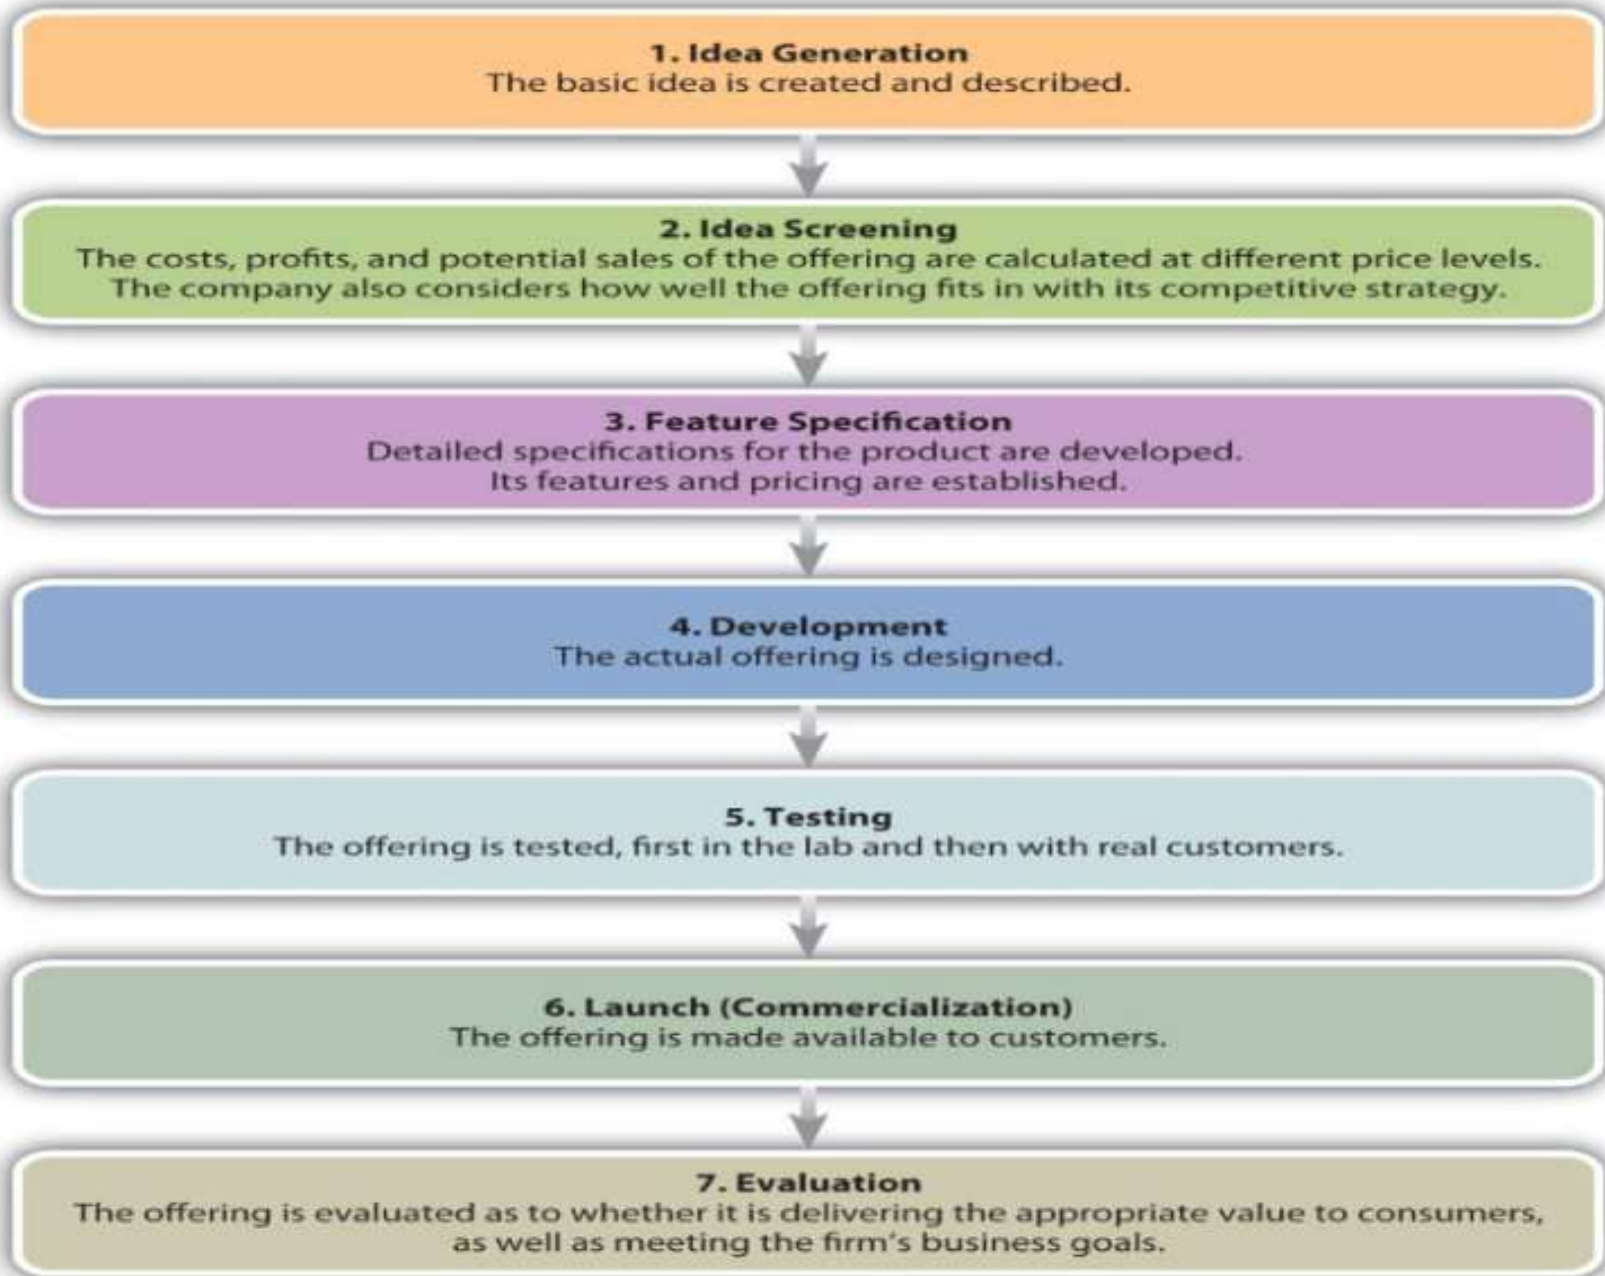 1. Idea Generation
The basic idea is created and described.
2. Idea Screening
The costs, profits, and potential sales of the offering are calculated at different price levels.
The company also considers how well the offering fits in with its competitive strategy.
3. Feature Specification
Detailed specifications for the product are developed.
Its features and pricing are established.
4. Development
The actual offering is designed.
5. Testing
The offering is tested, first in the lab and then with real customers.
6. Launch (Commercialization)
The offering is made available to customers.
7. Evaluation
The offering is evaluated as to whether it is delivering the appropriate value to consumers,
as well as meeting the firm's business goals.